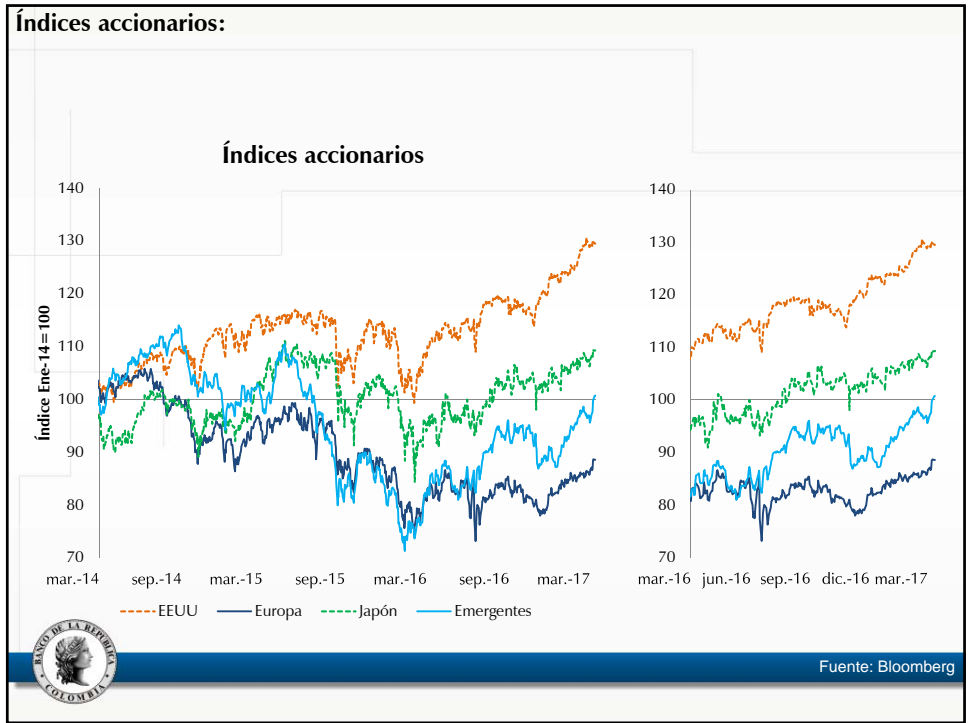 Índices accionarios:
Índices accionarios
Índice Ene-14=100
140
130
120
110
100
90
80
70
mar.-14 sep.-14 mar.-15 sep.-15 mar.-16 sep.-16 mar.-17
140
130
120
110
100
90
80
70
mar.-16 jun.-16 sep.-16 dic.-16 mar.-17
EEUU Europa Japón Emergentes
BANCO DE LA REPÚBLICA
COLOMBIA
Fuente: Bloomberg